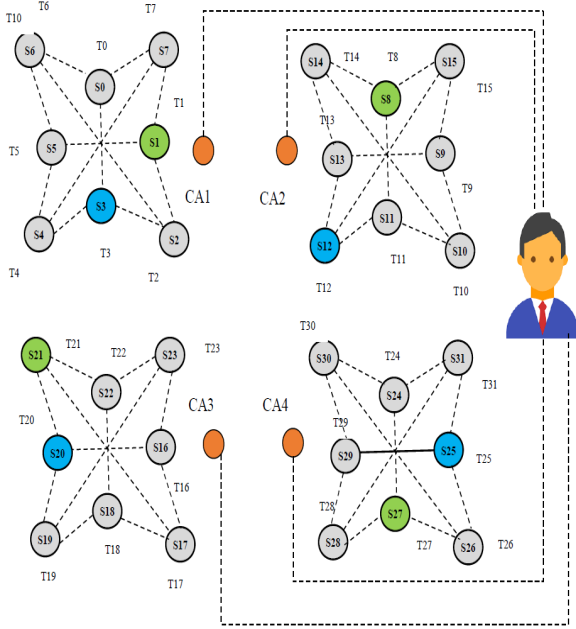 T6
T7
T10
S6
T0
S7
S0
T1
S5
S1
T5
S3
S4
S2
T3
T4
T2
CA1
CA2
S14
T14
T8
S15
S8
T15
T13
S13
S9
T9
S11
S12
S10
T11
T12
T10
S21
T21
T22
S23
T23
S22
T20
S20
S16
T16
S18
S19
S17
T18
T19
T17
CA3
CA4
T30
S30
T24
S31
S24
T31
T29
S29
S25
T25
T28
S27
S28
S26
T27
T26